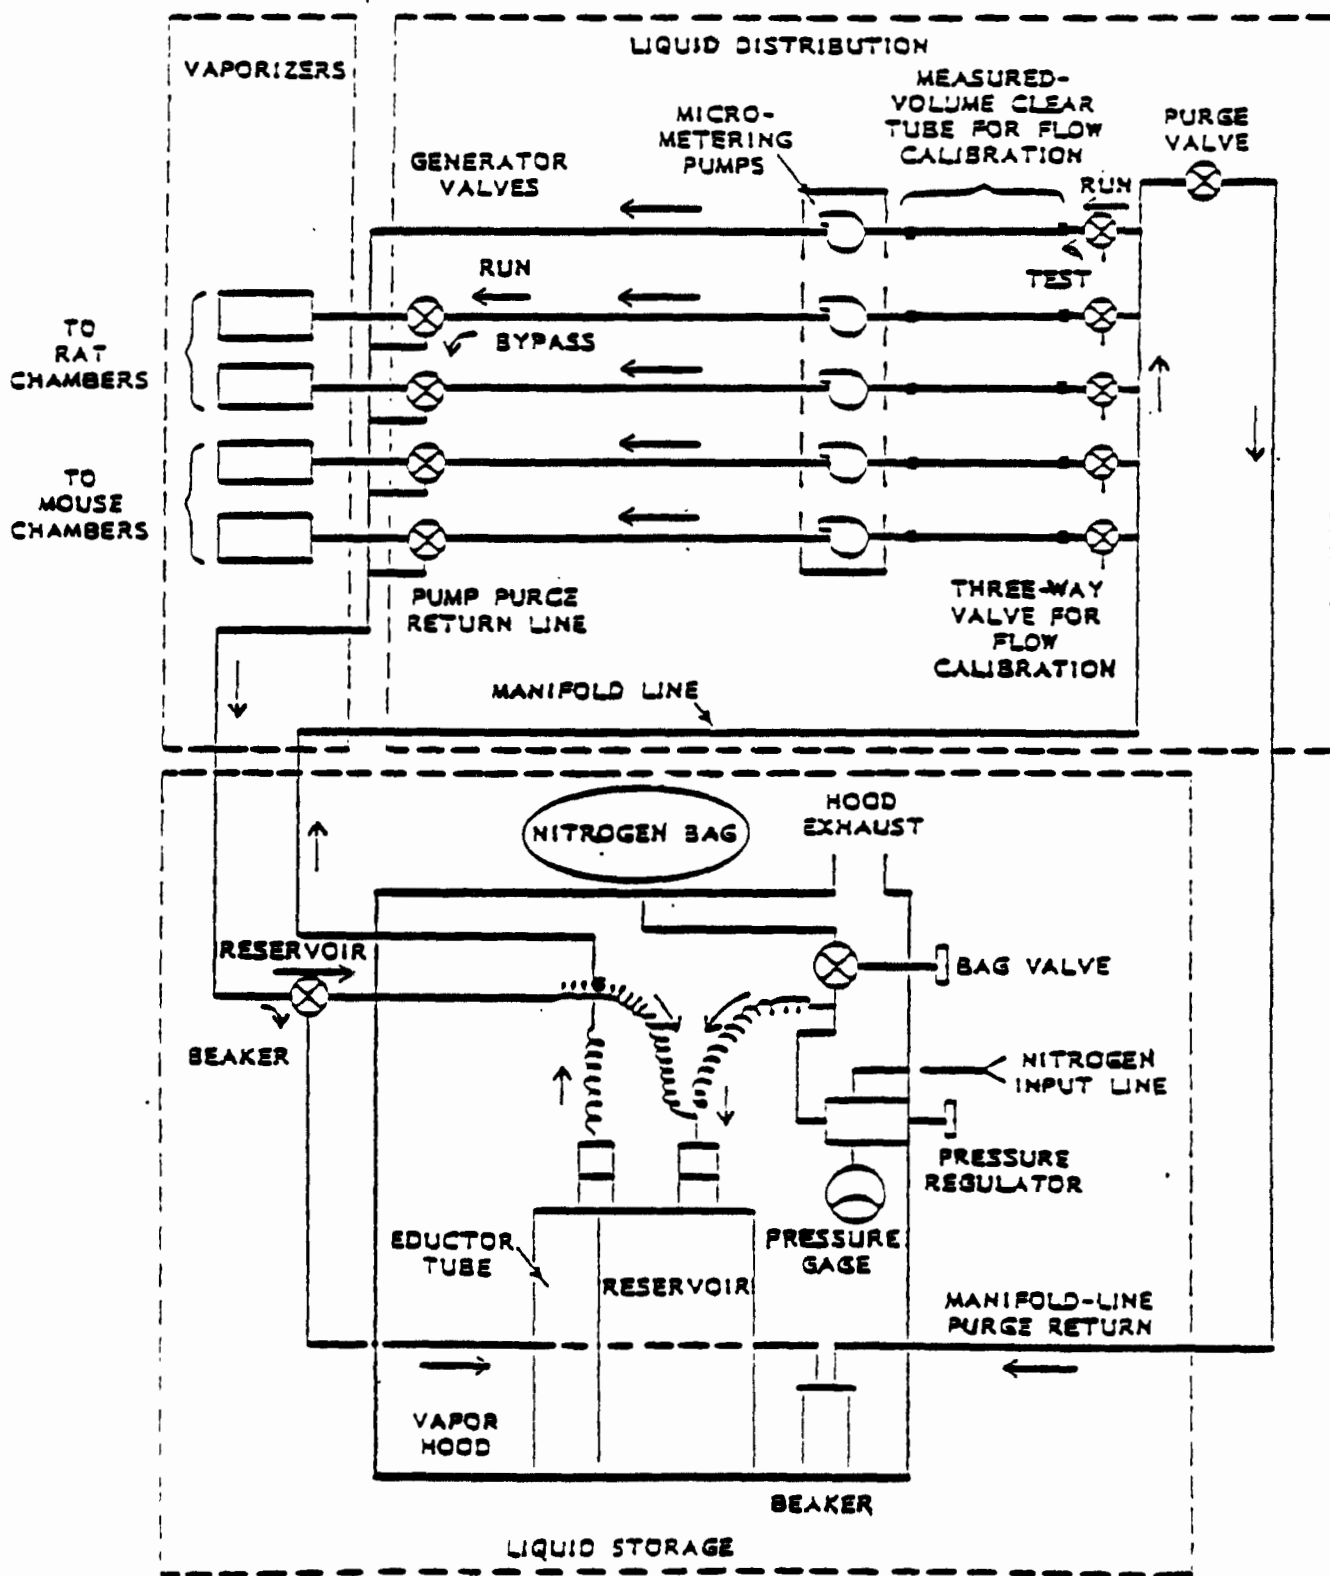 LIQUID DISTRIBUTION
VAPORIZERS
MEASURED-
VOLUME CLEAR
TUBE FOR FLOW
CALIBRATION
MICRO-
METERING
PUMPS
PURGE
VALVE
GENERATOR
VALVES
RUN
TEST
RUN
BYPASS
TO
RAT
CHAMBERS
TO
MOUSE
CHAMBERS
PUMP PURGE
RETURN LINE
THREE-WAY
VALVE FOR
FLOW
CALIBRATION
MANIFOLD LINE
NITROGEN BAG
HOOD
EXHAUST
RESERVOIR
BAG VALVE
BEAKER
NITROGEN
INPUT LINE
PRESSURE
REGULATOR
EDUCTOR
TUBE
RESERVOIR
PRESSURE
GAGE
MANIFOLD-LINE
PURGE RETURN
VAPOR
HOOD
BEAKER
LIQUID STORAGE